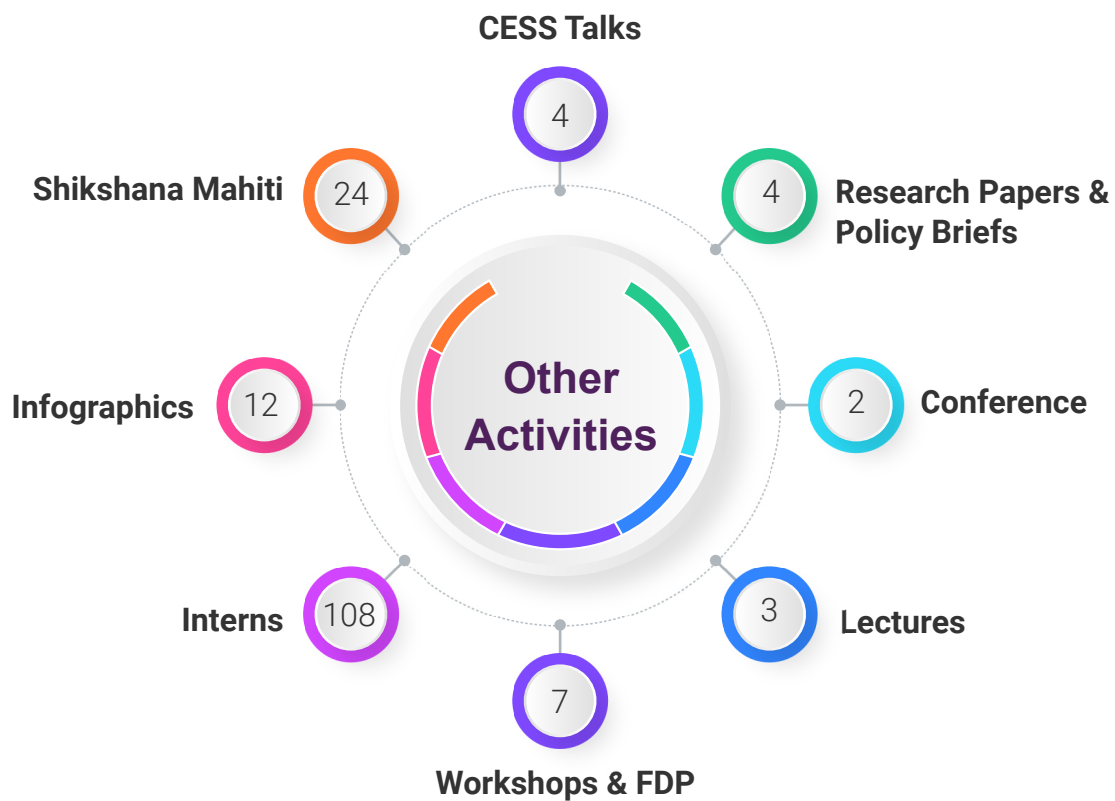 CESS Talks
4
Shikshana Mahiti
24
4
Research Papers &
Policy Briefs
Infographics
12
Other
Activities
2
Conference
Interns
108
3
Lectures
7
Workshops & FDP